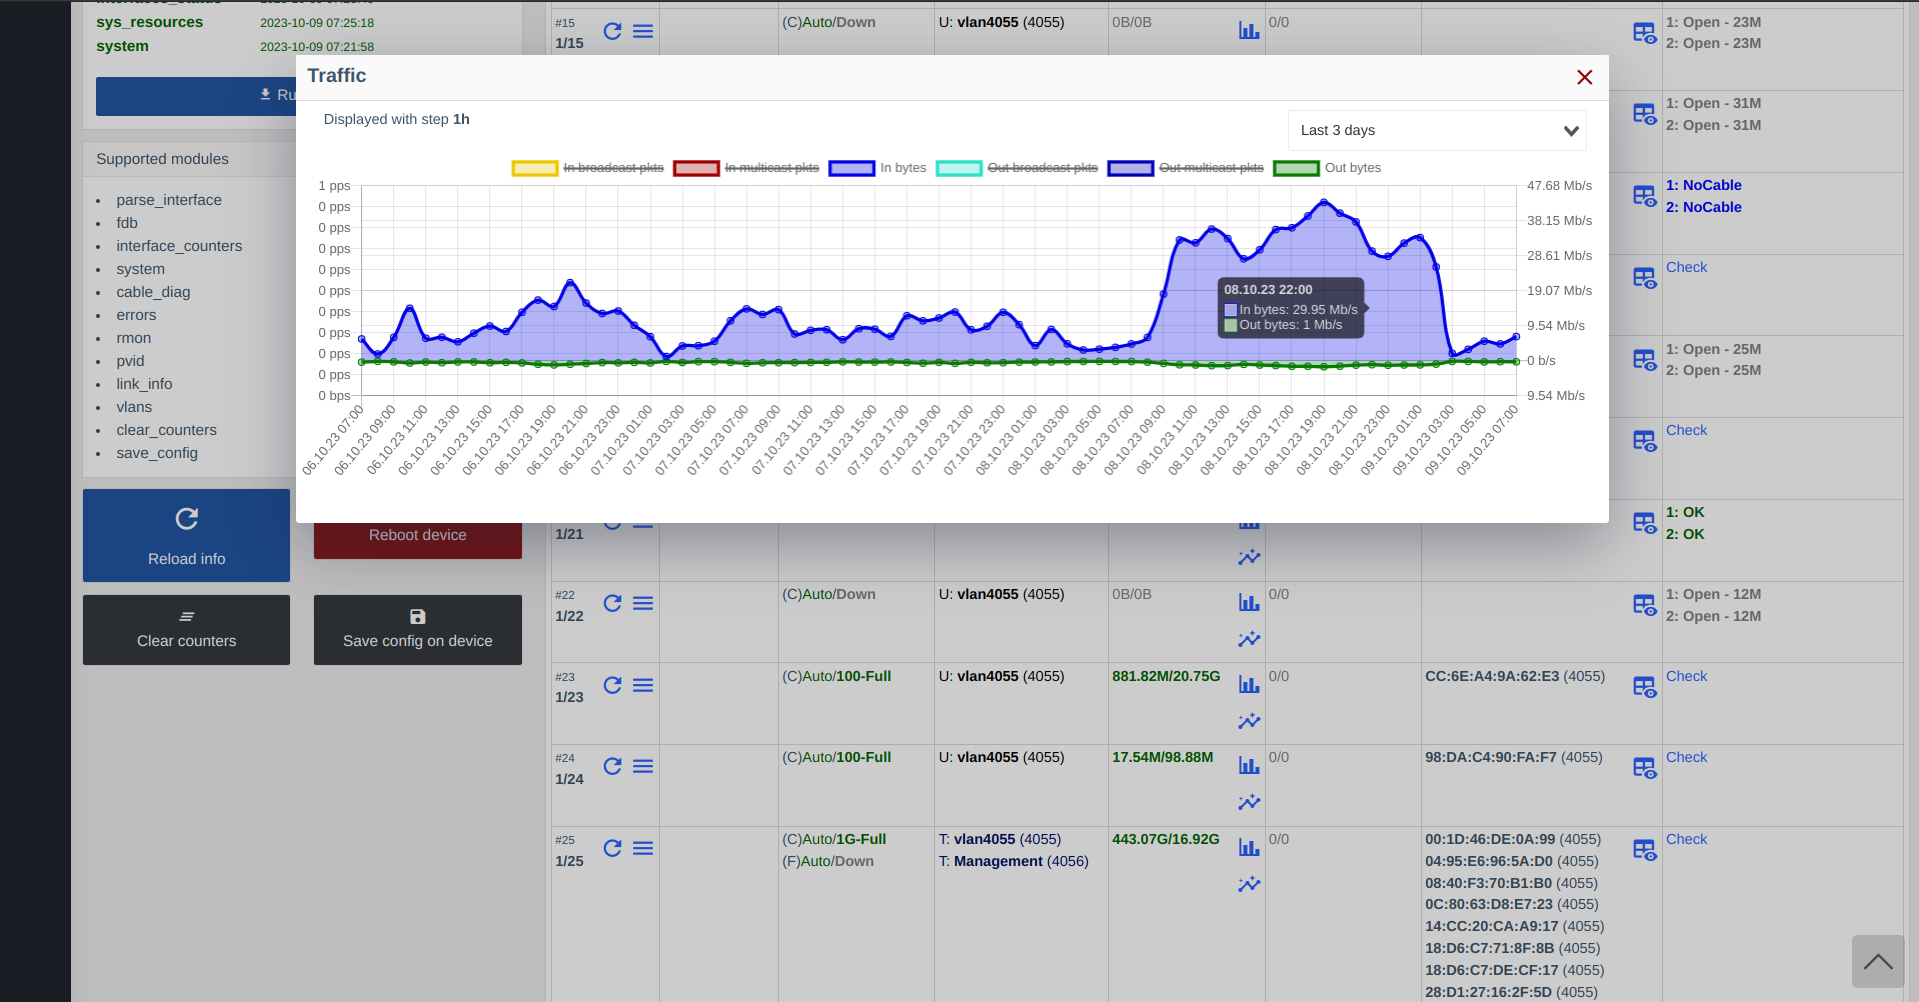 sys_resources 2023-10-09 07:25:18
system 2023-10-09 07:21:58
Supported modules
parse_interface
fdb
interface_counters
system
cable_diag
errors
rmon
pvid
link_info
vlans
clear_counters
save_config
Reload info
Reboot device
Clear counters
Save config on device
#15
1/15
(C)Auto/Down
U: vlan4055 (4055)
0B/0B
0/0
1: Open - 23M
2: Open - 23M
1: Open - 31M
2: Open - 31M
1: NoCable
2: NoCable
Check
1: Open - 25M
2: Open - 25M
Check
Traffic
Displayed with step 1h
Last 3 days
In broadcast pkts
In multicast pkts
In bytes
Out broadcast pkts
Out multicast pkts
Out bytes
1 pps
0 pps
0 pps
0 pps
0 pps
0 pps
0 pps
0 pps
0 pps
0 pps
0 bps
47.68 Mb/s
38.15 Mb/s
28.61 Mb/s
19.07 Mb/s
9.54 Mb/s
0 b/s
9.54 Mb/s
08.10.23 22:00
In bytes: 29.95 Mb/s
Out bytes: 1 Mb/s
06.10.23 07:00
06.10.23 09:00
06.10.23 11:00
06.10.23 13:00
06.10.23 15:00
06.10.23 17:00
06.10.23 19:00
06.10.23 21:00
06.10.23 23:00
07.10.23 01:00
07.10.23 03:00
07.10.23 05:00
07.10.23 07:00
07.10.23 09:00
07.10.23 11:00
07.10.23 13:00
07.10.23 15:00
07.10.23 17:00
07.10.23 19:00
07.10.23 21:00
07.10.23 23:00
08.10.23 01:00
08.10.23 03:00
08.10.23 05:00
08.10.23 07:00
08.10.23 09:00
08.10.23 11:00
08.10.23 13:00
08.10.23 15:00
08.10.23 17:00
08.10.23 19:00
08.10.23 21:00
08.10.23 23:00
09.10.23 01:00
09.10.23 03:00
09.10.23 05:00
09.10.23 07:00
1/21
1: OK
2: OK
#22
1/22
(C)Auto/Down
U: vlan4055 (4055)
0B/0B
0/0
1: Open - 12M
2: Open - 12M
#23
1/23
(C)Auto/100-Full
U: vlan4055 (4055)
881.82M/20.75G
0/0
CC:6E:A4:9A:62:E3 (4055)
Check
#24
1/24
(C)Auto/100-Full
U: vlan4055 (4055)
17.54M/98.88M
0/0
98:DA:C4:90:FA:F7 (4055)
Check
#25
1/25
(C)Auto/1G-Full
(F)Auto/Down
T: vlan4055 (4055)
T: Management (4056)
443.07G/16.92G
0/0
00:1D:46:DE:0A:99 (4055)
04:95:E6:96:5A:D0 (4055)
08:40:F3:70:B1:B0 (4055)
0C:80:63:D8:E7:23 (4055)
14:CC:20:CA:A9:17 (4055)
18:D6:C7:71:8F:8B (4055)
18:D6:C7:DE:CF:17 (4055)
28:D1:27:16:2F:5D (4055)
Check